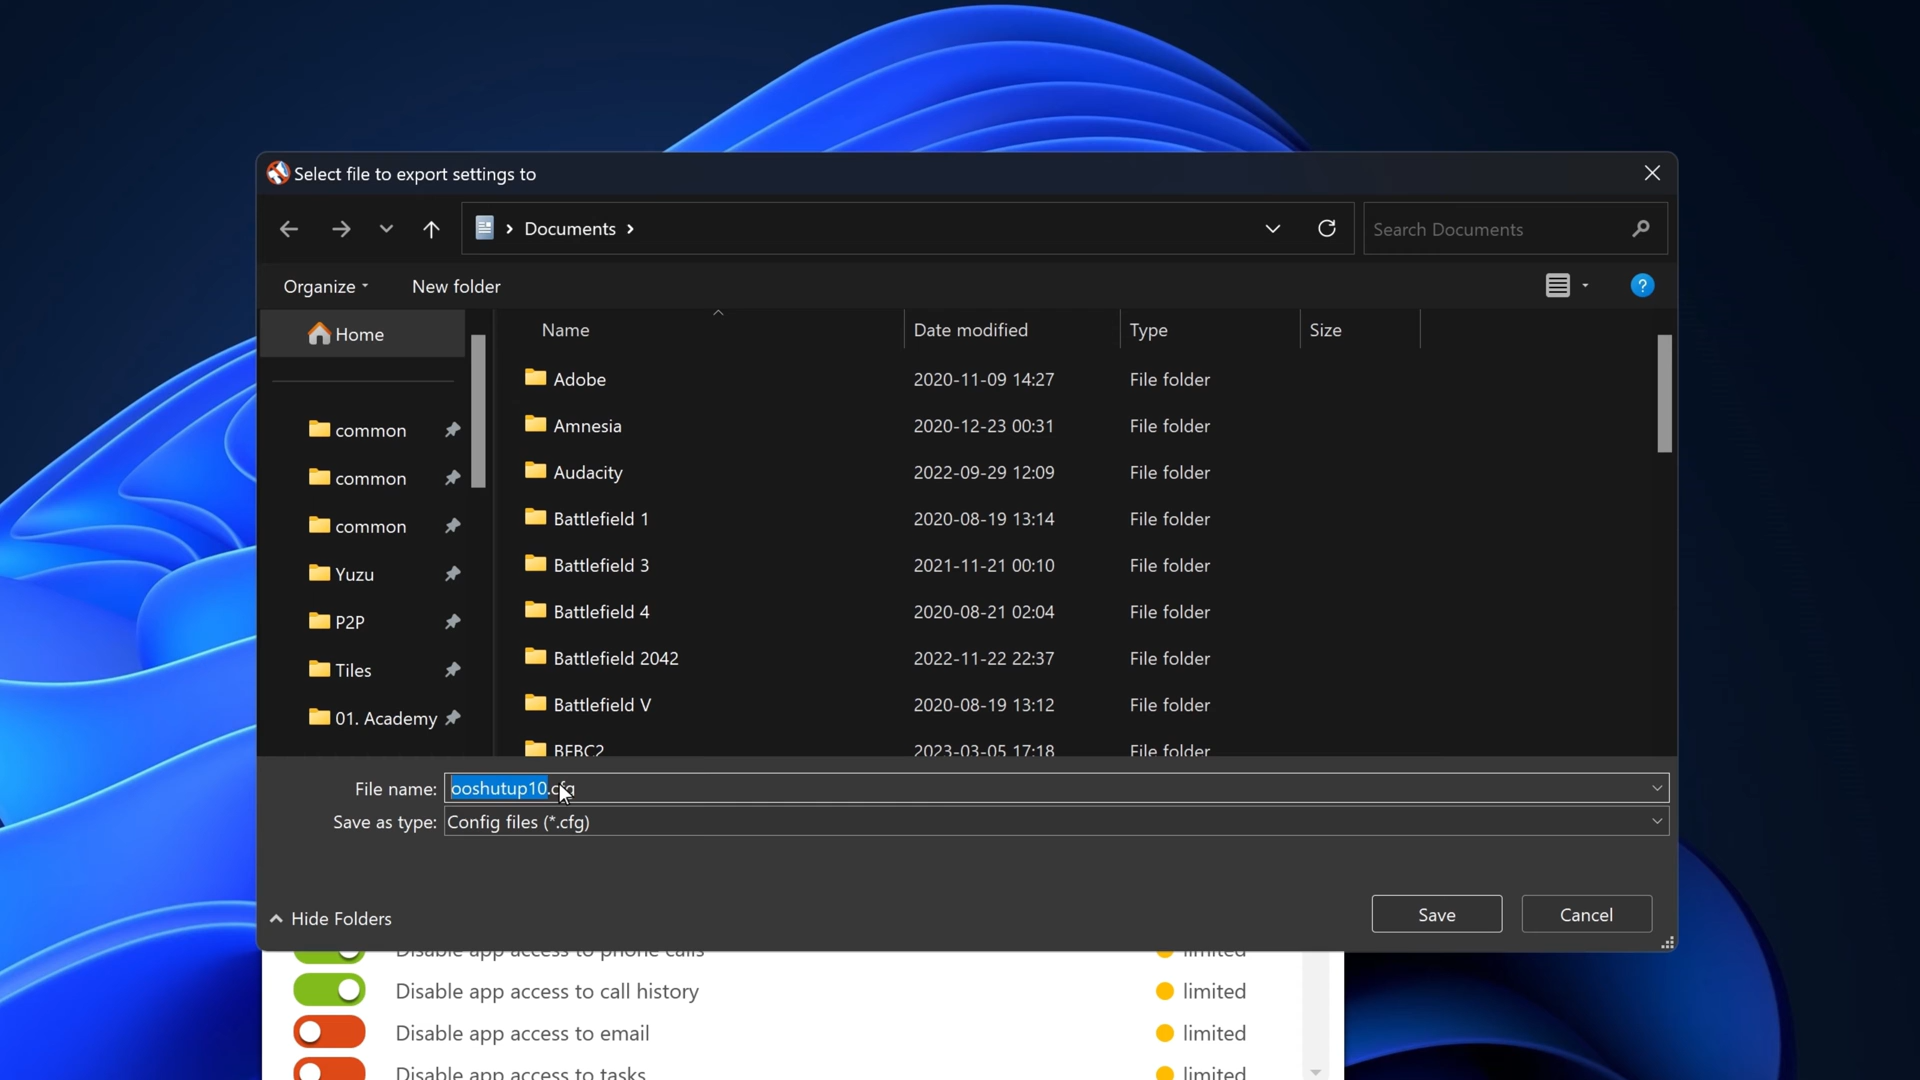 Select file to export settings to
Documents
Search Documents
Organize New folder
?
Name Date modified Type Size
Home
Adobe 2020-11-09 14:27 File folder
Amnesia 2020-12-23 00:31 File folder
Audacity 2022-09-29 12:09 File folder
Battlefield 1 2020-08-19 13:14 File folder
Battlefield 3 2021-11-21 00:10 File folder
Battlefield 4 2020-08-21 02:04 File folder
Battlefield 2042 2022-11-22 22:37 File folder
Battlefield V 2020-08-19 13:12 File folder
BFBC2 2023-03-05 17:18 File folder
common
common
common
Yuzu
P2P
Tiles
01. Academy
File name: ooshutup10.cfg
Save as type: Config files (*.cfg)
Hide Folders
Save Cancel
Disable app access to phone calls limited
Disable app access to call history limited
Disable app access to email limited
Disable app access to tasks limited